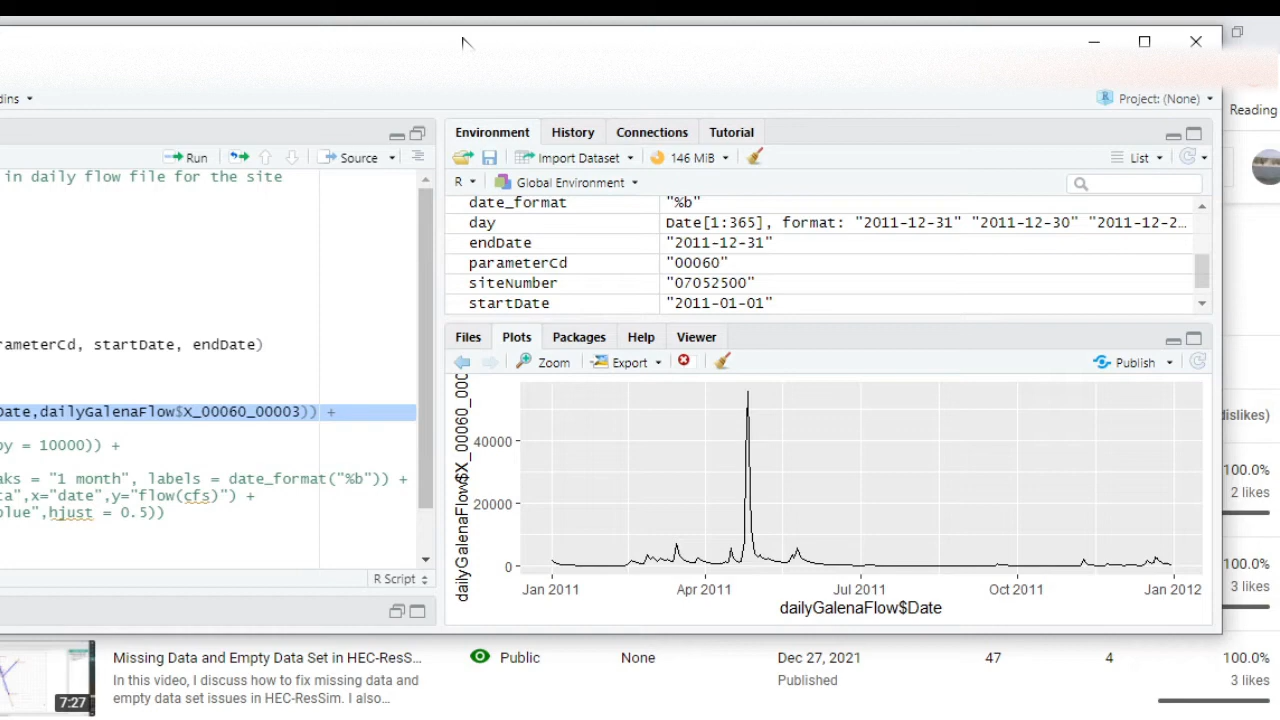 dins
Project: (None)
Reading
Run
Source
in daily flow file for the site
rameterCd, startDate, endDate)
Date,dailyGalenaFlow$X_00060_00003)) +
by = 10000)) +
aks = "1 month", labels = date_format("%b")) +
ta",x="date",y="flow(cfs)") +
blue",hjust = 0.5))
R Script
Environment History Connections Tutorial
Import Dataset 146 MiB List
R Global Environment
date_format "%b"
day Date[1:365], format: "2011-12-31" "2011-12-30" "2011-12-2...
endDate "2011-12-31"
parameterCd "00060"
siteNumber "07052500"
startDate "2011-01-01"
Files Plots Packages Help Viewer
Zoom Export Publish
dailyGalenaFlow$X_00060_000
40000
20000
0
Jan 2011 Apr 2011 Jul 2011 Oct 2011 Jan 2012
dailyGalenaFlow$Date
dislikes)
100.0%
2 likes
100.0%
3 likes
7:27
Missing Data and Empty Data Set in HEC-ResS... Public None Dec 27, 2021 47 4 100.0%
In this video, I discuss how to fix missing data and Published 3 likes
empty data set issues in HEC-ResSim. I also...